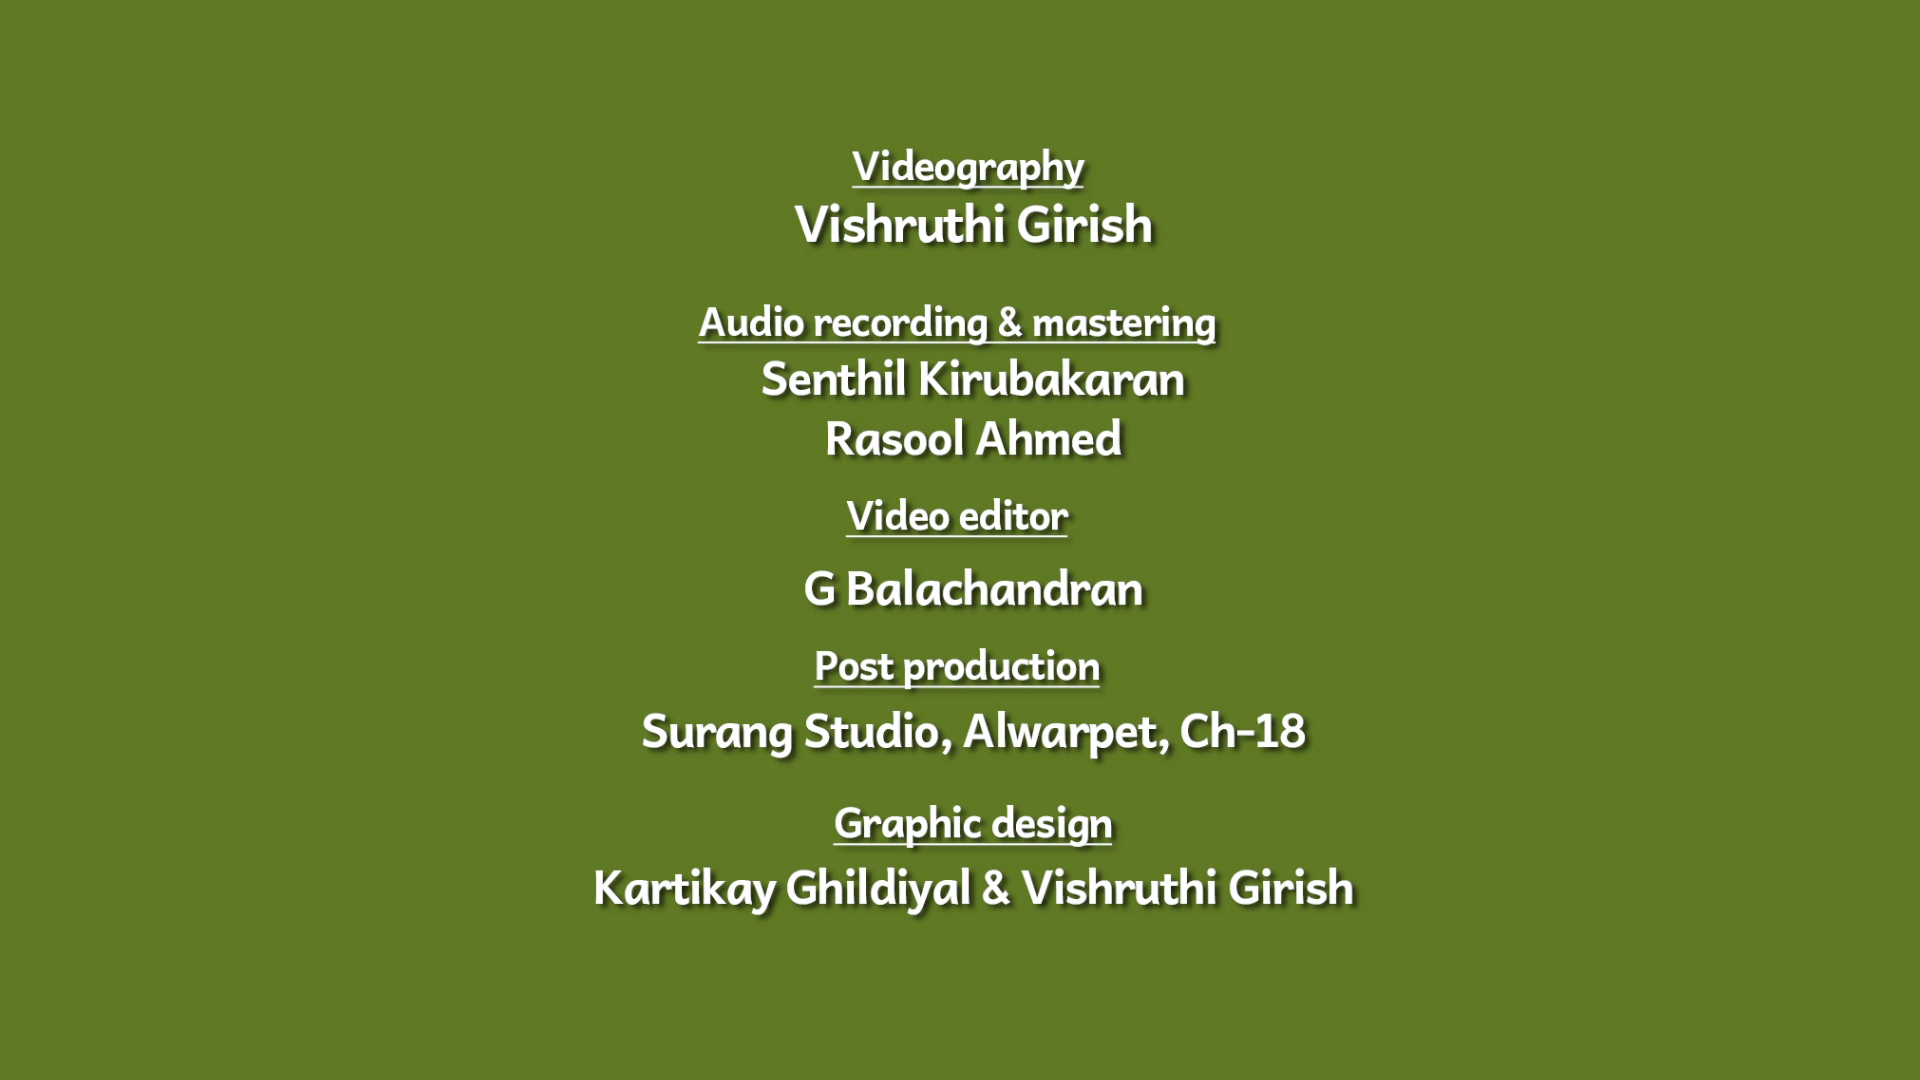 Videography
Vishruthi Girish
Audio recording & mastering
Senthil Kirubakaran
Rasool Ahmed
Video editor
G Balachandran
Post production
Surang Studio, Alwarpet, Ch-18
Graphic design
Kartikay Ghildiyal & Vishruthi Girish